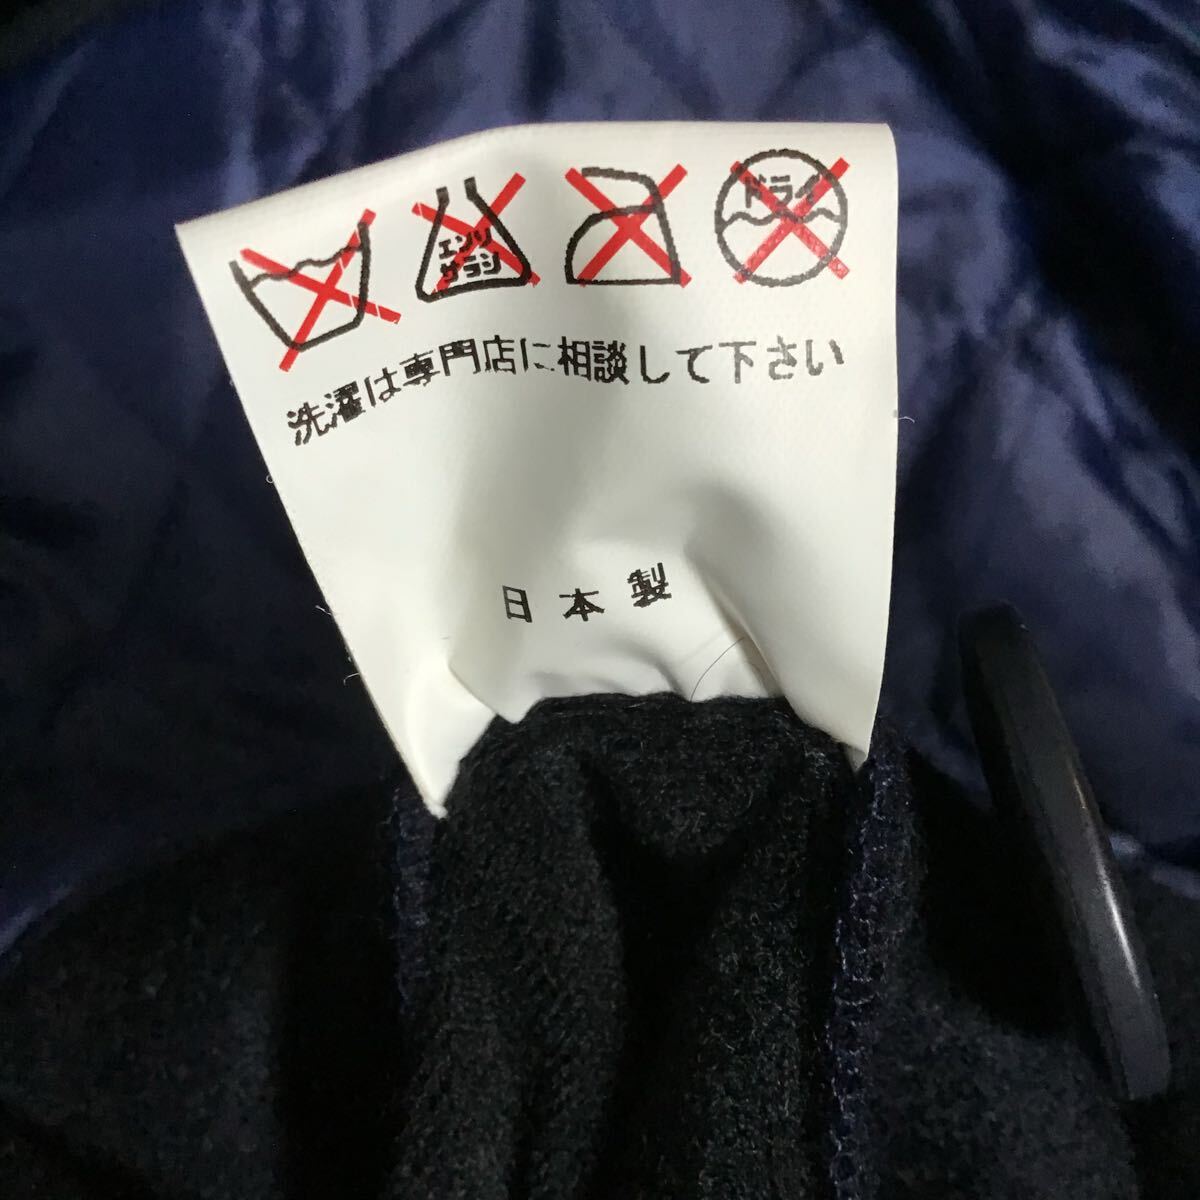 エンソ
サラシ
ドライ
洗濯は専門店に相談して下さい
日本製